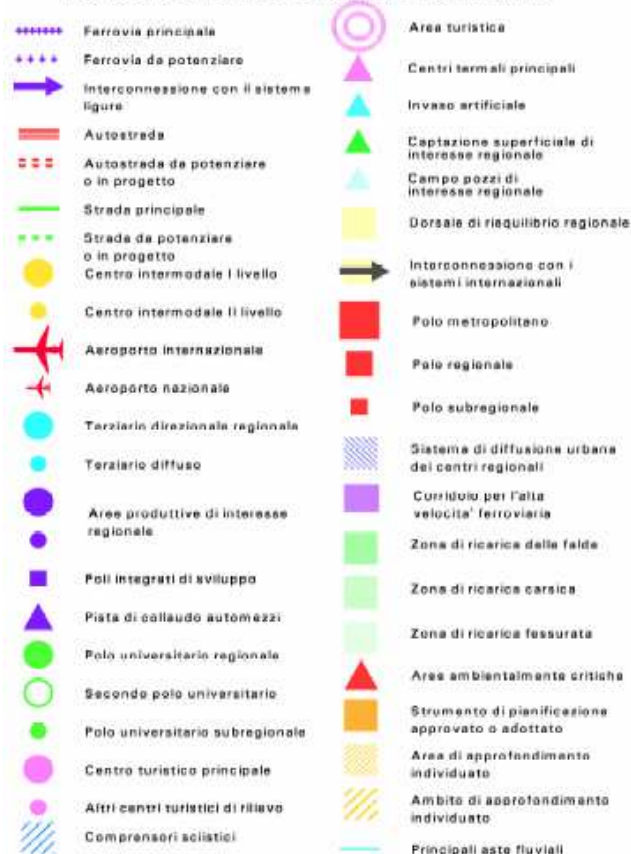 Ferrovia principale
Ferrovia da potenziare
Interconnessione con il sistema
ligure
Autostrada
Autostrada da potenziare
o in progetto
Strada principale
Strada da potenziare
o in progetto
Centro intermodale I livello
Centro intermodale II livello
Aeroporto internazionale
Aeroporto nazionale
Terziario direzionale regionale
Terziario diffuso
Aree produttive di interesse
regionale
Poli integrati di sviluppo
Pista di collaudo automezzi
Polo universitario regionale
Secondo polo universitario
Polo universitario subregionale
Centro turistico principale
Altri centri turistici di rilievo
Comprensori sciistici
Area turistica
Centri termali principali
Invaso artificiale
Captazione superficiale di
interesse regionale
Campo pozzi di
interesse regionale
Dorsale di riequilibrio regionale
Interconnessione con i
sistemi internazionali
Polo metropolitano
Polo regionale
Polo subregionale
Sistema di diffusione urbana
dei centri regionali
Corridoio per l'alta
velocita' ferroviaria
Zona di ricarica delle falde
Zona di ricarica carsica
Zona di ricarica fessurata
Aree ambientalmente critiche
Strumento di pianificazione
approvato o adottato
Area di approfondimento
individuato
Ambito di approfondimento
individuato
Principali aste fluviali